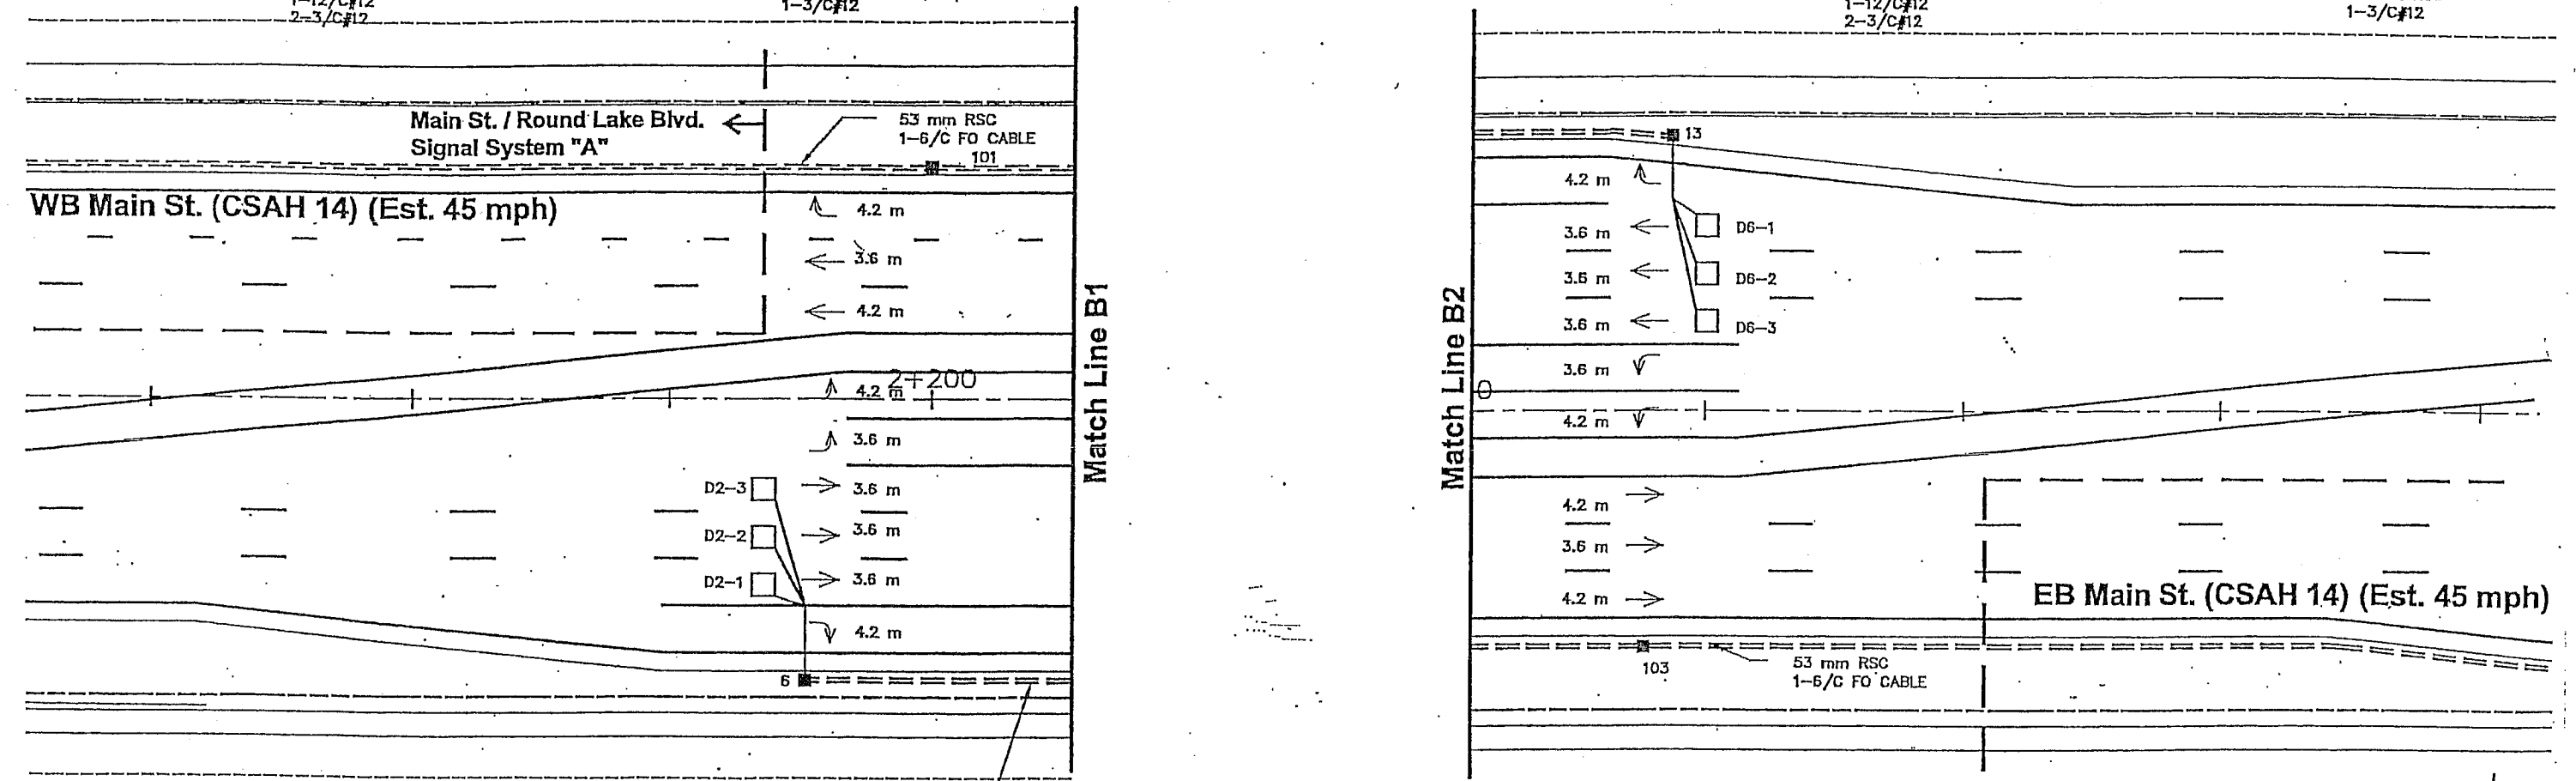 1-12/C#12
2-3/C#12
1-3/C#12
Main St. / Round Lake Blvd.
Signal System "A"
53 mm RSC
1-6/C FO CABLE
101
WB Main St. (CSAH 14) (Est. 45 mph)
4.2 m
3.6 m
4.2 m
2+200
4.2 m
3.6 m
D2-3
3.6 m
D2-2
3.6 m
D2-1
3.6 m
4.2 m
6
Match Line B1
1-12/C#12
2-3/C#12
1-3/C#12
Match Line B2
13
4.2 m
3.6 m
D6-1
3.6 m
D6-2
3.6 m
D6-3
3.6 m
0
4.2 m
4.2 m
3.6 m
4.2 m
EB Main St. (CSAH 14) (Est. 45 mph)
103
53 mm RSC
1-6/C FO CABLE